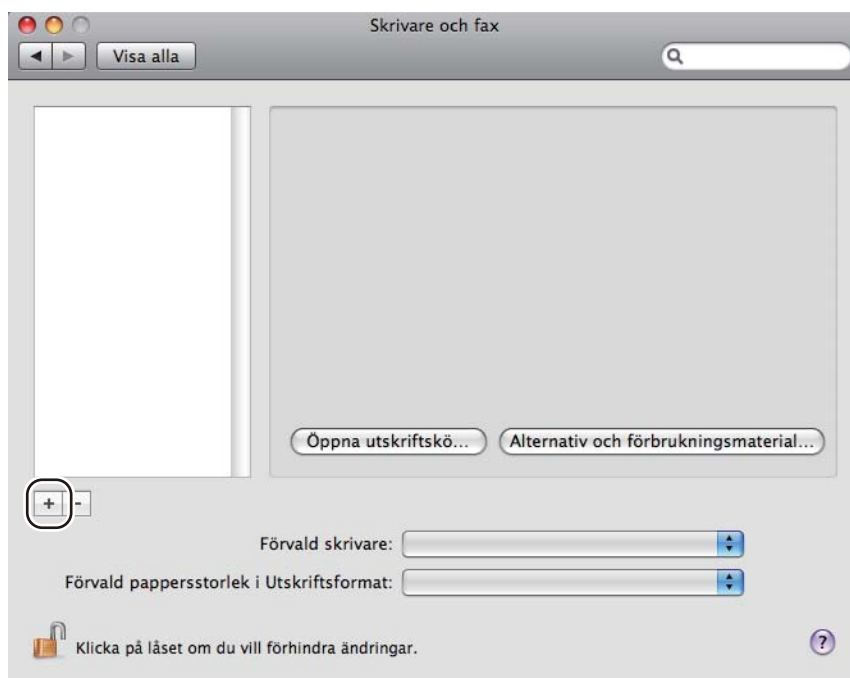 Skrivare och fax
Visa alla
Öppna utskriftskö... Alternativ och förbrukningsmaterial...
+ -
Förvald skrivare:
Förvald pappersstorlek i Utskriftsformat:
Klicka på låset om du vill förhindra ändringar. ?